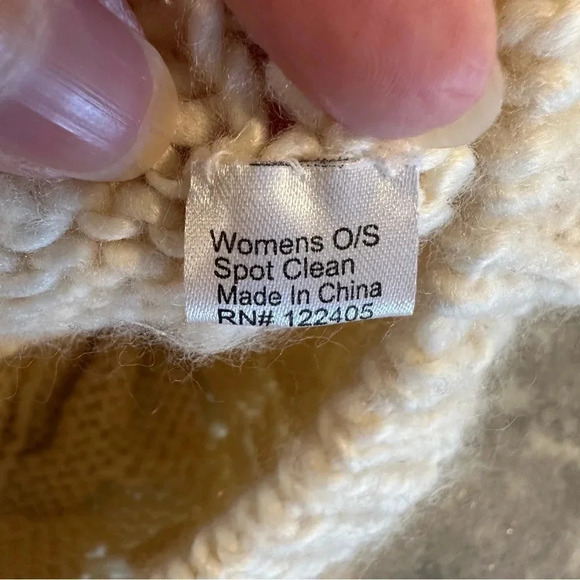 Womens O/S
Spot Clean
Made In China
RN# 122405